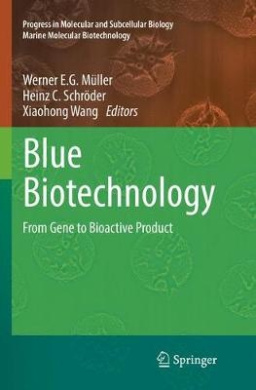 Progress in Molecular and Subcellular Biology
Marine Molecular Biotechnology
Werner E.G. Müller
Heinz C. Schröder
Xiaohong Wang Editors
Blue
Biotechnology
From Gene to Bioactive Product
Springer